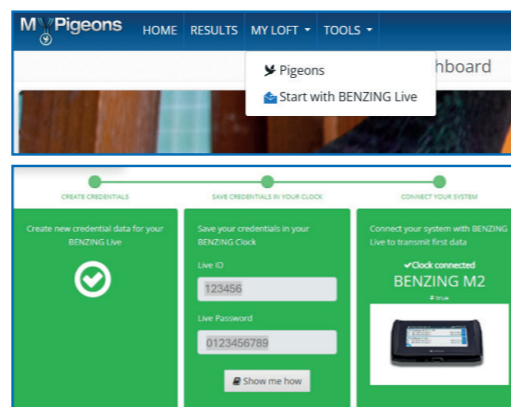 MyPigeons HOME RESULTS MY LOFT TOOLS
hboard
Pigeons
Start with BENZING Live
CREATE CREDENTIALS SAVE CREDENTIALS IN YOUR CLOCK CONNECT YOUR SYSTEM
Create new credential data for your
BENZING Live
Save your credentials in your
BENZING Clock
Live ID
123456
Live Password
0123456789
Show me how
Connect your system with BENZING
Live to transmit first data
Clock connected
BENZING M2
# true